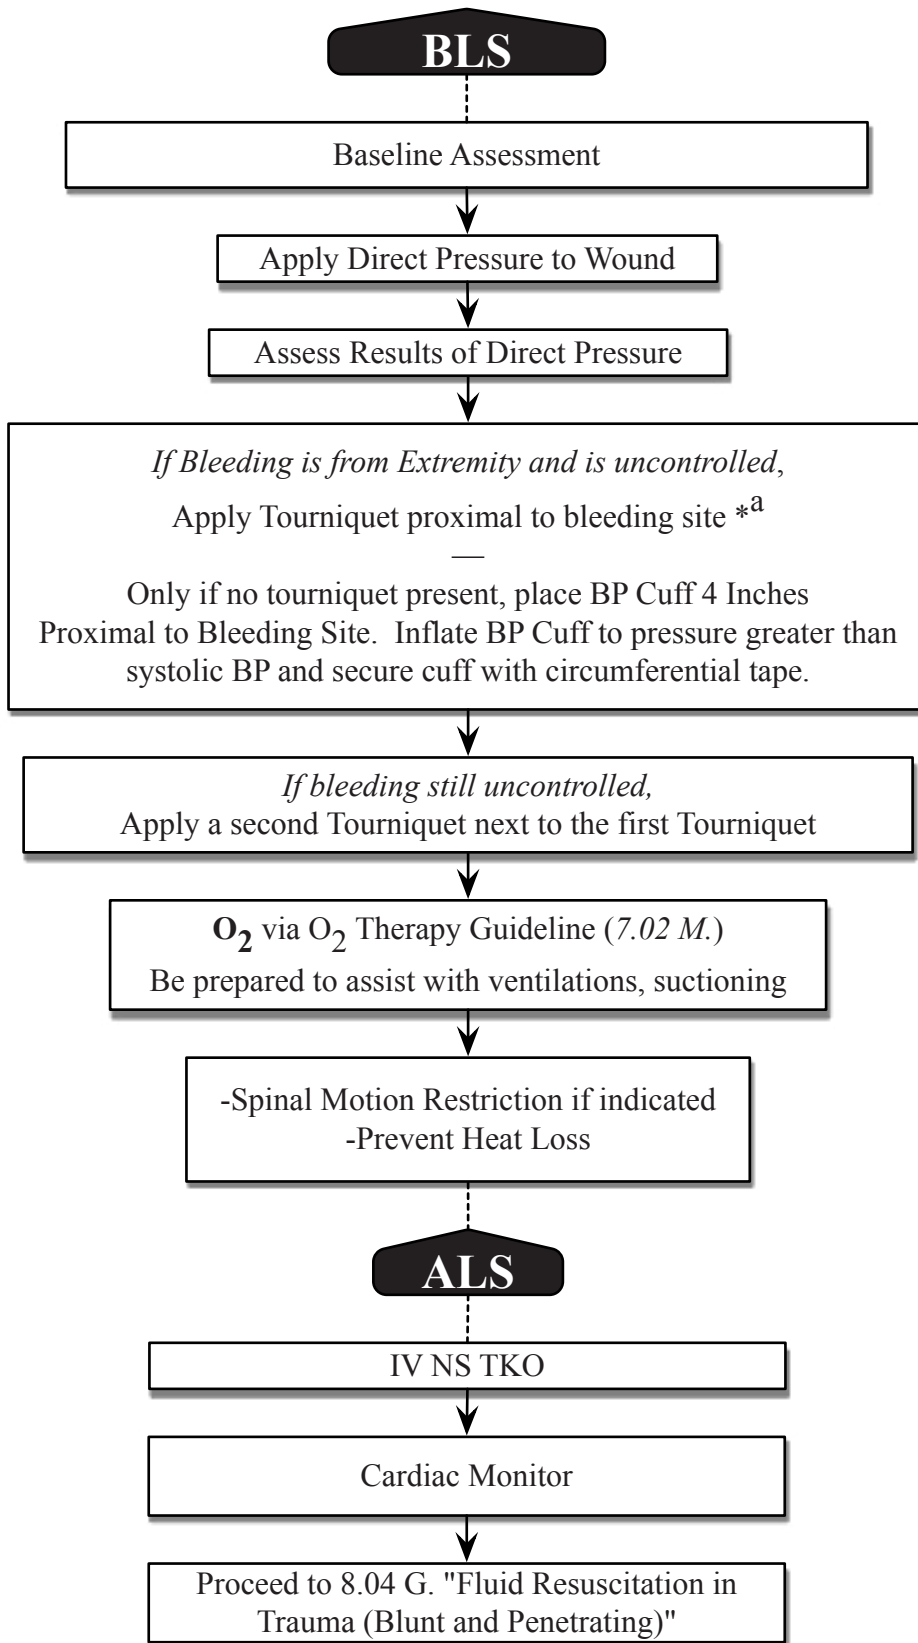 BLS
Baseline Assessment
Apply Direct Pressure to Wound
Assess Results of Direct Pressure
If Bleeding is from Extremity and is uncontrolled,
Apply Tourniquet proximal to bleeding site *a
—
Only if no tourniquet present, place BP Cuff 4 Inches
Proximal to Bleeding Site. Inflate BP Cuff to pressure greater than
systolic BP and secure cuff with circumferential tape.
If bleeding still uncontrolled,
Apply a second Tourniquet next to the first Tourniquet
O2 via O2 Therapy Guideline (7.02 M.)
Be prepared to assist with ventilations, suctioning
-Spinal Motion Restriction if indicated
-Prevent Heat Loss
ALS
IV NS TKO
Cardiac Monitor
Proceed to 8.04 G. "Fluid Resuscitation in
Trauma (Blunt and Penetrating)"